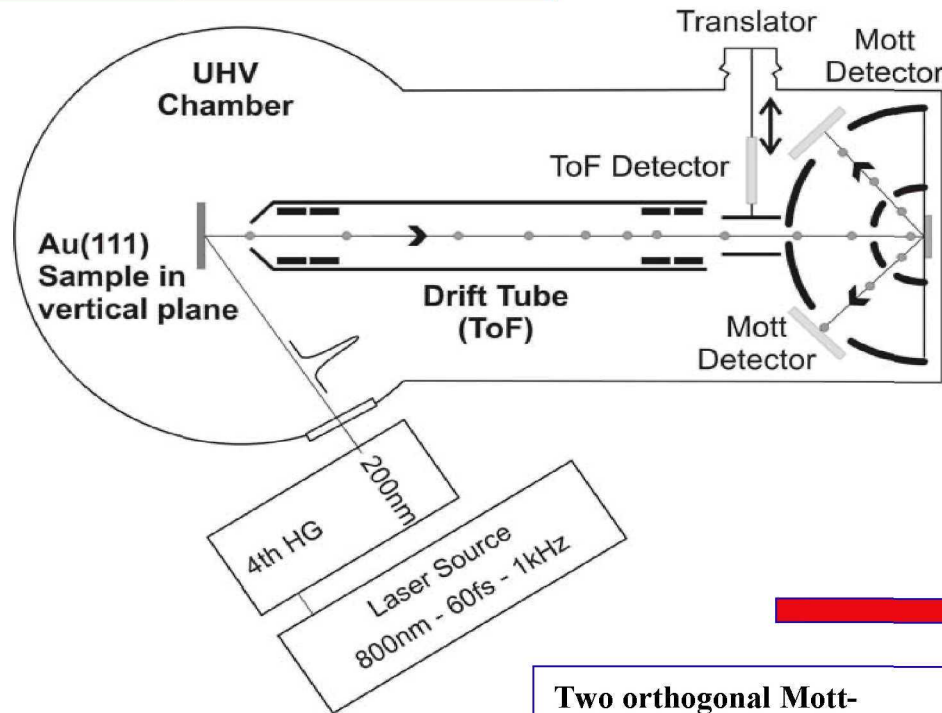 Translator
Mott
Detector
UHV
Chamber
ToF Detector
Au(111)
Sample in
vertical plane
Drift Tube
(ToF)
Mott
Detector
200nm
4th HG
Laser Source
800nm - 60fs - 1kHz
Two orthogonal Mott-